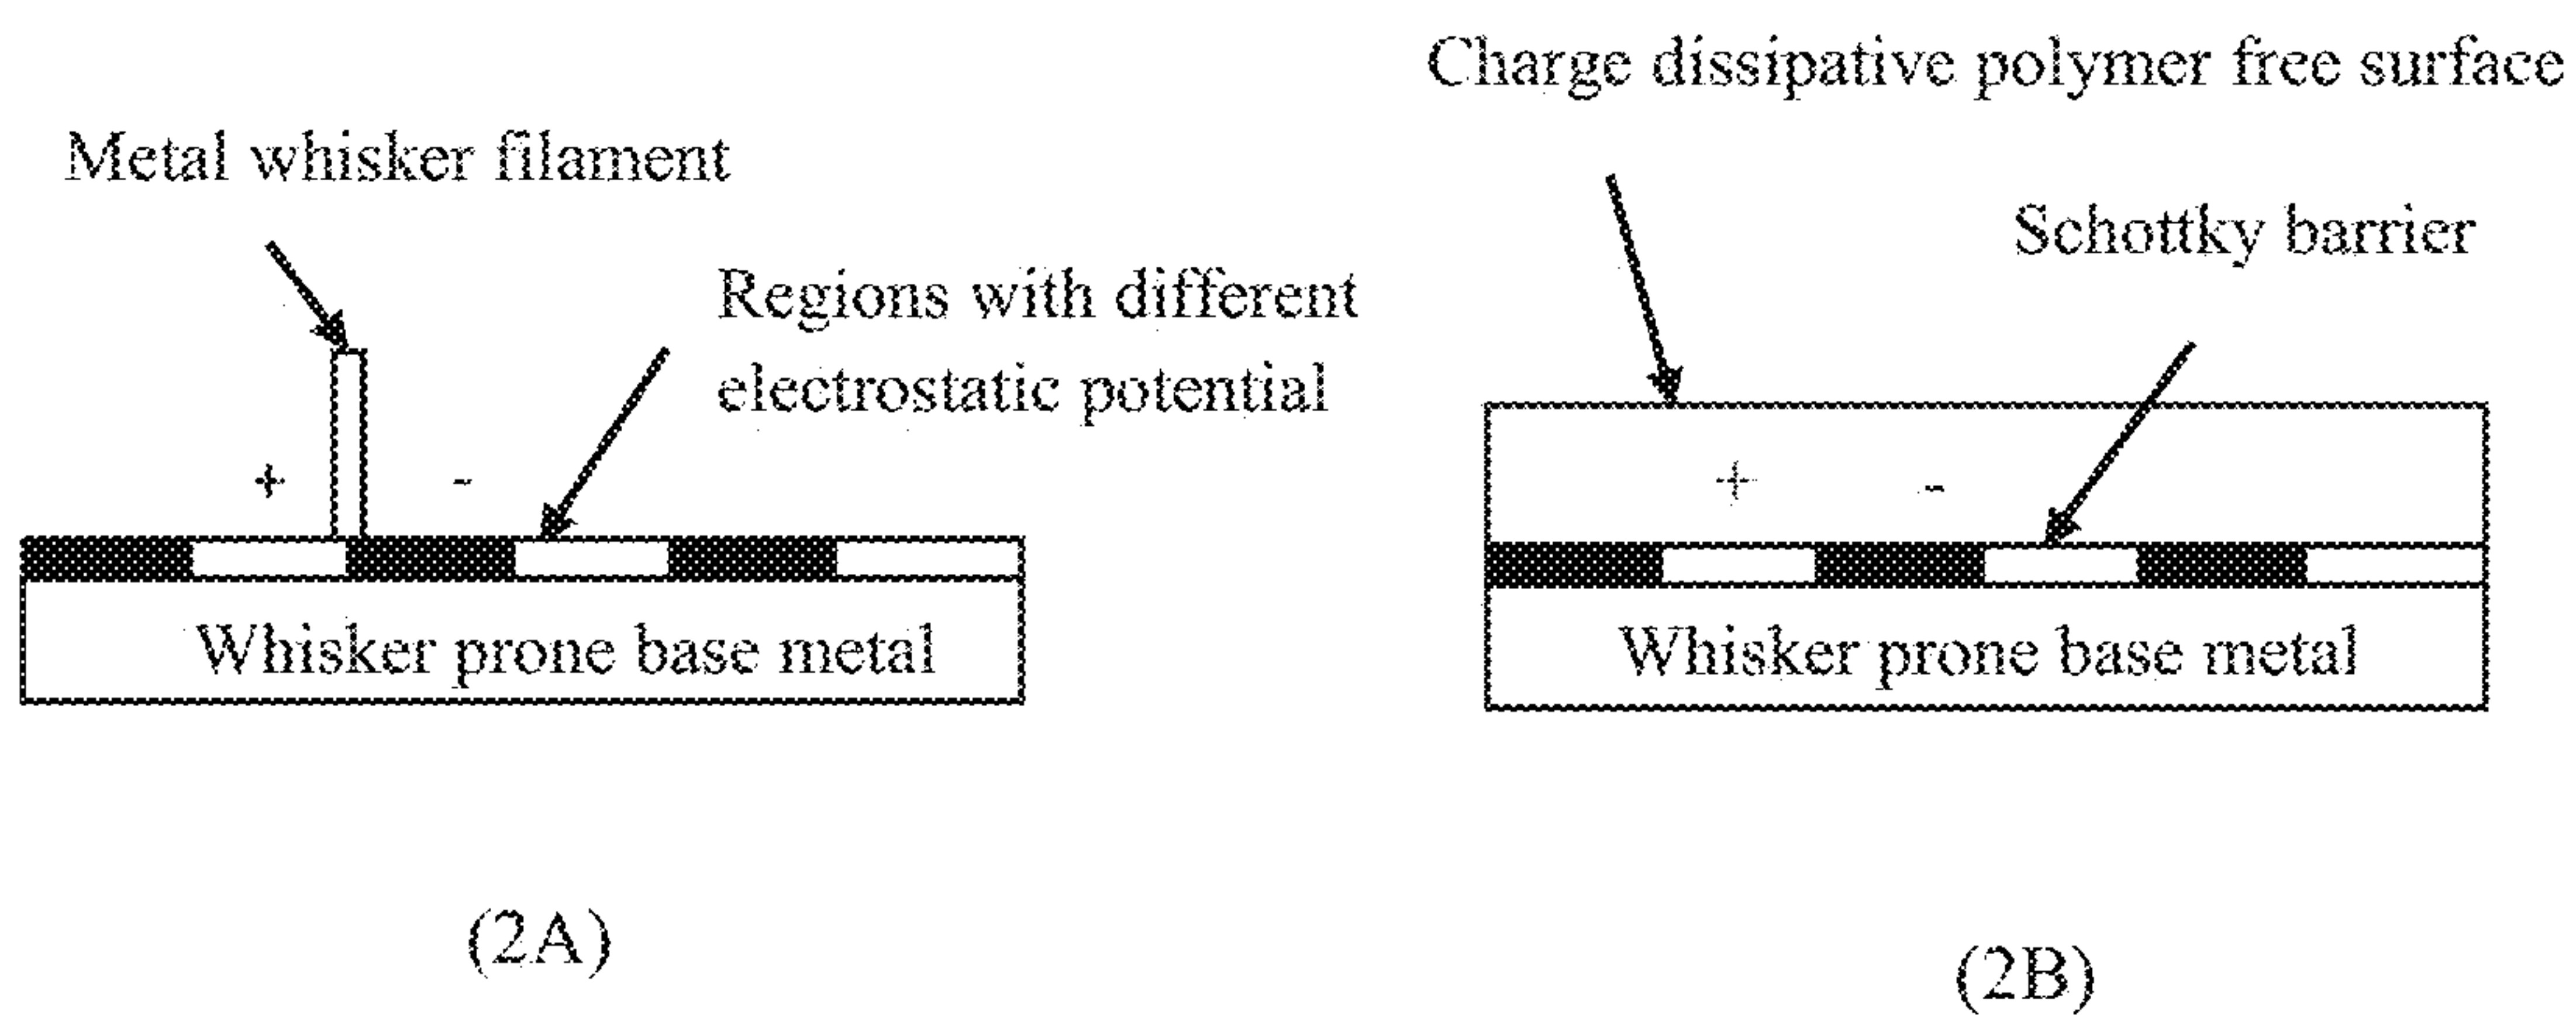 Metal whisker filament
Regions with different
electrostatic potential
+
-
Whisker prone base metal
(2A)
Charge dissipative polymer free surface
Schottky barrier
+
-
Whisker prone base metal
(2B)